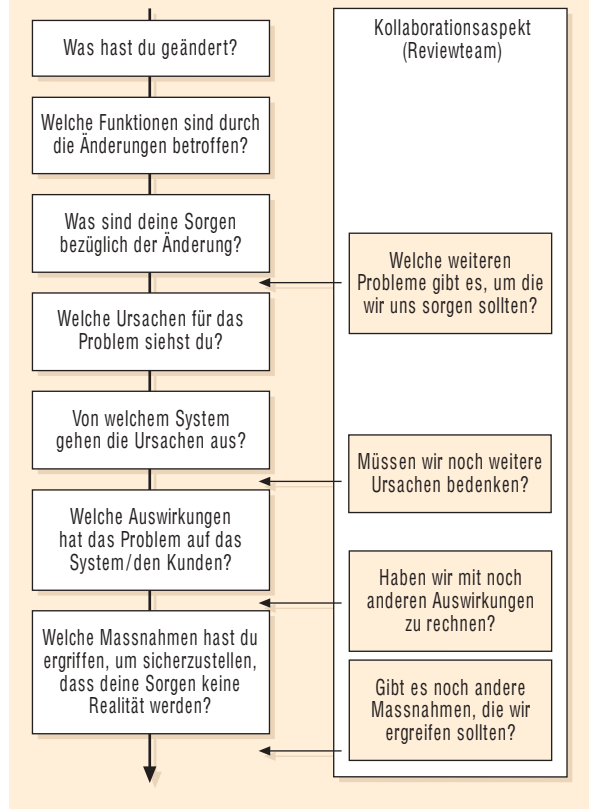 Was hast du geändert?
Welche Funktionen sind durch
die Änderungen betroffen?
Was sind deine Sorgen
bezüglich der Änderung?
Welche Ursachen für das
Problem siehst du?
Von welchem System
gehen die Ursachen aus?
Welche Auswirkungen
hat das Problem auf das
System/den Kunden?
Welche Massnahmen hast du
ergriffen, um sicherzustellen,
dass deine Sorgen keine
Realität werden?
Kollaborationsaspekt
(Reviewteam)
Welche weiteren
Probleme gibt es, um die
wir uns sorgen sollten?
Müssen wir noch weitere
Ursachen bedenken?
Haben wir mit noch
anderen Auswirkungen
zu rechnen?
Gibt es noch andere
Massnahmen, die wir
ergreifen sollten?